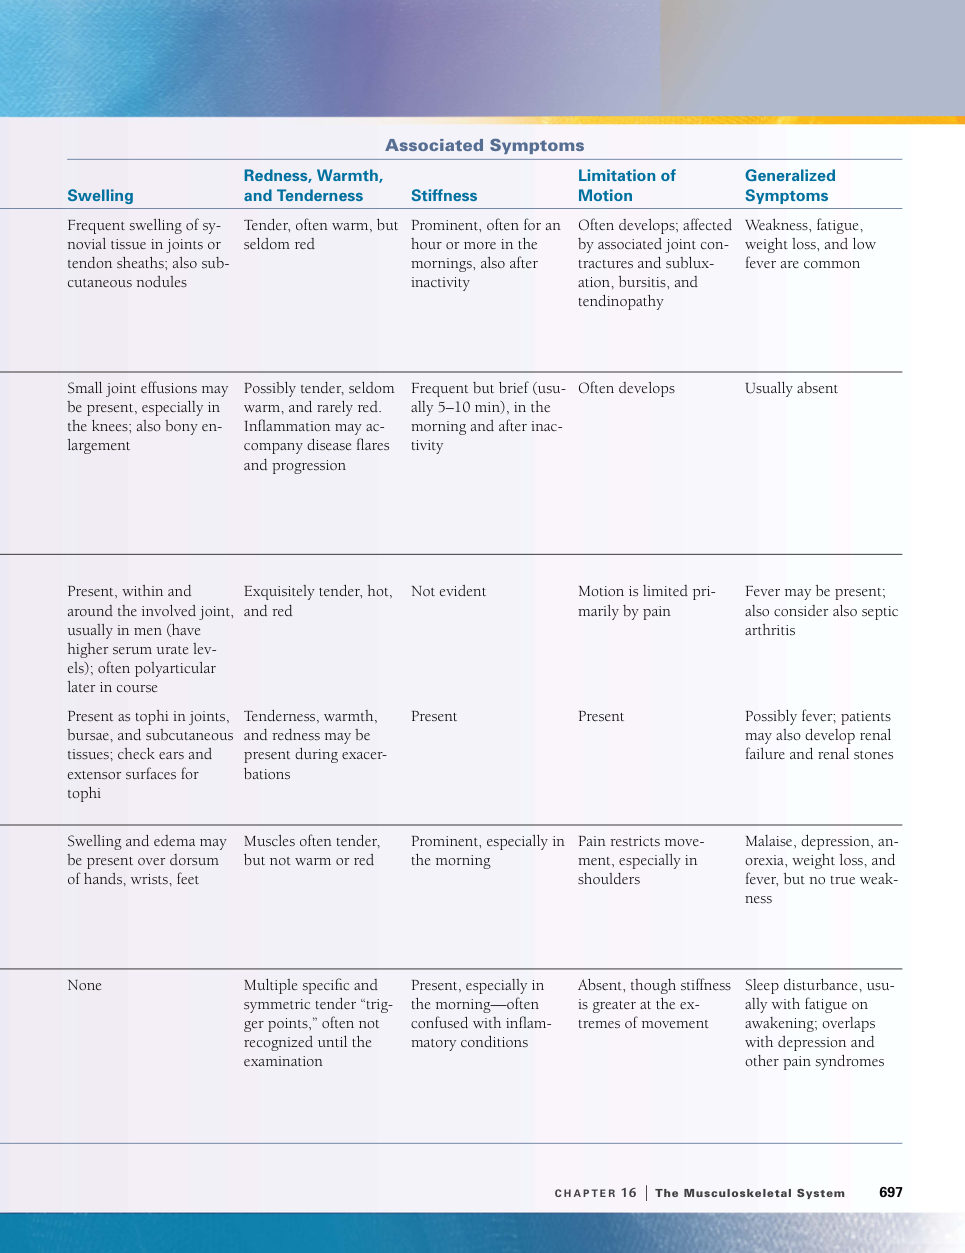 Associated Symptoms
Swelling
Redness, Warmth,
and Tenderness
Stiffness
Limitation of
Motion
Generalized
Symptoms
Frequent swelling of sy-
novial tissue in joints or
tendon sheaths; also sub-
cutaneous nodules
Tender, often warm, but
seldom red
Prominent, often for an
hour or more in the
mornings, also after
inactivity
Often develops; affected
by associated joint con-
tractures and sublux-
ation, bursitis, and
tendinopathy
Weakness, fatigue,
weight loss, and low
fever are common
Small joint effusions may
be present, especially in
the knees; also bony en-
largement
Possibly tender, seldom
warm, and rarely red.
Inflammation may ac-
company disease flares
and progression
Frequent but brief (usu-
ally 5–10 min), in the
morning and after inac-
tivity
Often develops
Usually absent
Present, within and
around the involved joint,
usually in men (have
higher serum urate lev-
els); often polyarticular
later in course
Exquisitely tender, hot,
and red
Not evident
Motion is limited pri-
marily by pain
Fever may be present;
also consider also septic
arthritis
Present as tophi in joints,
bursae, and subcutaneous
tissues; check ears and
extensor surfaces for
tophi
Tenderness, warmth,
and redness may be
present during exacer-
bations
Present
Present
Possibly fever; patients
may also develop renal
failure and renal stones
Swelling and edema may
be present over dorsum
of hands, wrists, feet
Muscles often tender,
but not warm or red
Prominent, especially in
the morning
Pain restricts move-
ment, especially in
shoulders
Malaise, depression, an-
orexia, weight loss, and
fever, but no true weak-
ness
None
Multiple specific and
symmetric tender “trig-
ger points,” often not
recognized until the
examination
Present, especially in
the morning—often
confused with inflam-
matory conditions
Absent, though stiffness
is greater at the ex-
tremes of movement
Sleep disturbance, usu-
ally with fatigue on
awakening; overlaps
with depression and
other pain syndromes
CHAPTER 16 | The Musculoskeletal System 697